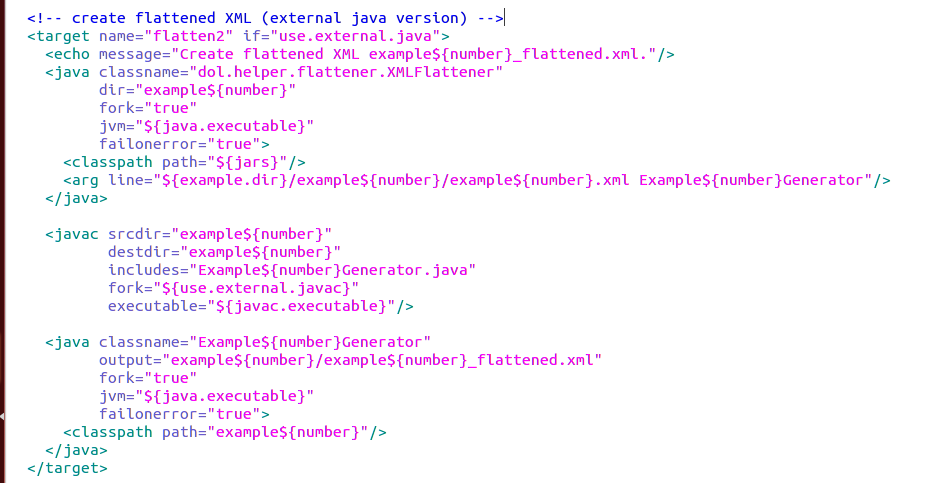 <!-- create flattened XML (external java version) -->
<target name="flatten2" if="use.external.java">
  <echo message="Create flattened XML example${number}_flattened.xml."/>
  <java classname="dol.helper.flattener.XMLFlattener"
        dir="example${number}"
        fork="true"
        jvm="${java.executable}"
        failonerror="true">
    <classpath path="${jars}"/>
    <arg line="${example.dir}/example${number}/example${number}.xml Example${number}Generator"/>
  </java>

  <javac srcdir="example${number}"
         destdir="example${number}"
         includes="Example${number}Generator.java"
         fork="${use.external.javac}"
         executable="${javac.executable}"/>

  <java classname="Example${number}Generator"
        output="example${number}/example${number}_flattened.xml"
        fork="true"
        jvm="${java.executable}"
        failonerror="true">
    <classpath path="example${number}"/>
  </java>
</target>